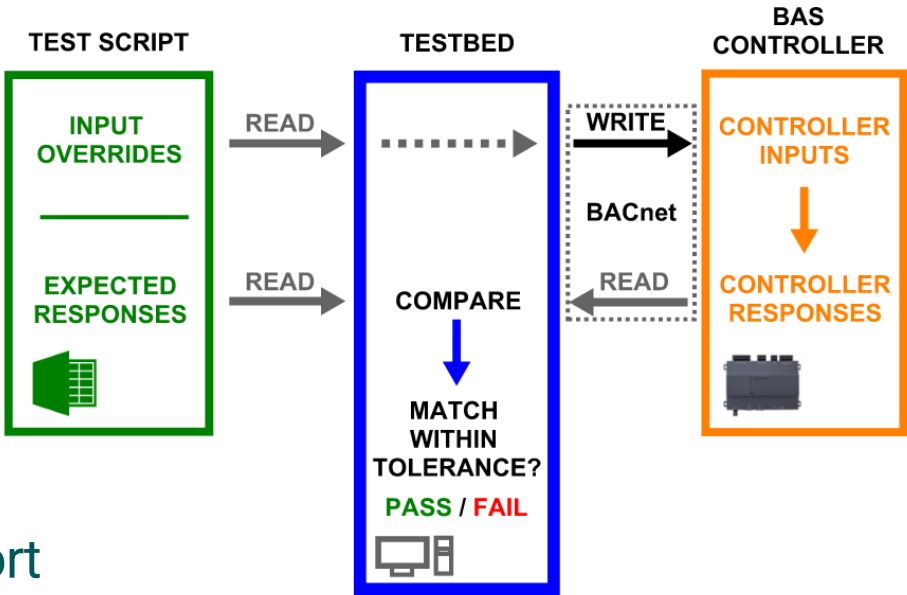 TEST SCRIPT
INPUT
OVERRIDES
EXPECTED
RESPONSES
READ
READ
TESTBED
COMPARE
MATCH
WITHIN
TOLERANCE?
PASS / FAIL
WRITE
BACnet
READ
BAS
CONTROLLER
CONTROLLER
INPUTS
CONTROLLER
RESPONSES
ort